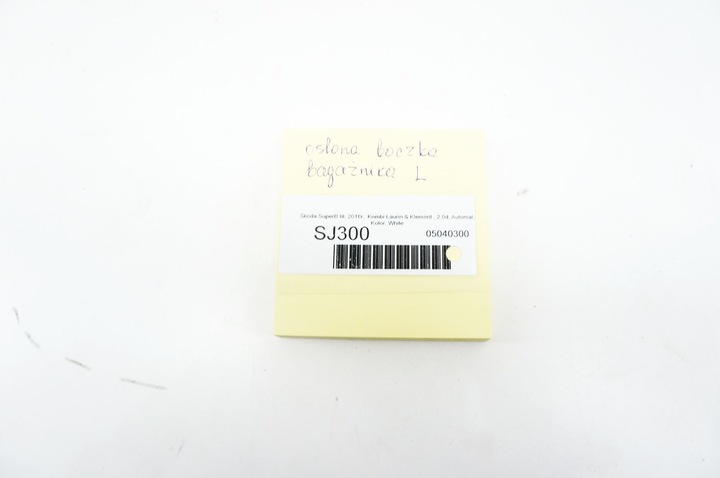 osłona boczka
bagażnika L
Skoda SuperB III, 2016r., Kombi Laurin & Klement , 2.0d, Automat,
Kolor: White
SJ300 05040300